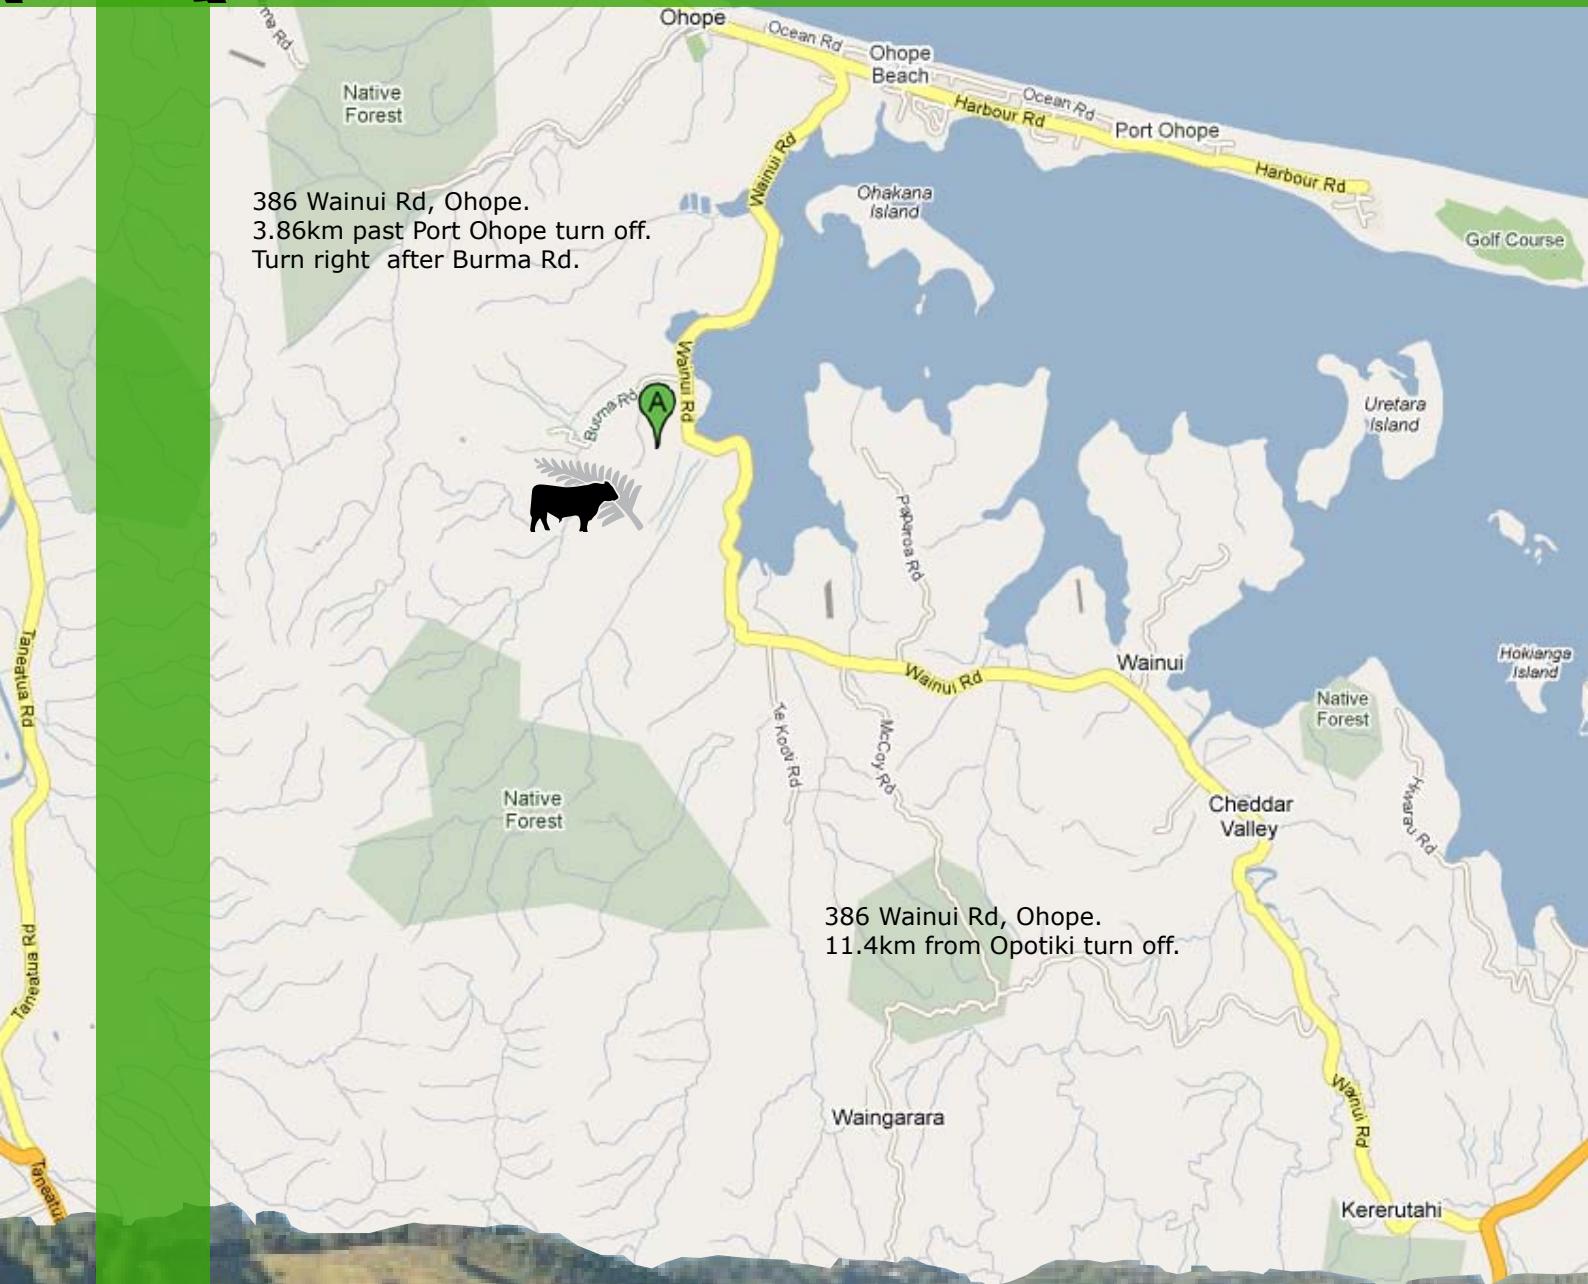 Ohope
Ocean Rd
Ohope
Beach
Ocean Rd
Harbour Rd
Port Ohope
Harbour Rd
Golf Course
Native
Forest
Wainui Rd
Ohakana
Island
386 Wainui Rd, Ohope.
3.86km past Port Ohope turn off.
Turn right after Burma Rd.
Wainui Rd
Burma Rd
A
Uretara
Island
Paparoa Rd
Taneatua Rd
Wainui Rd
Wainui
Hokianga
Island
Native
Forest
Te Kooti Rd
McCoy Rd
Native
Forest
Cheddar
Valley
Hiwarau Rd
386 Wainui Rd, Ohope.
11.4km from Opotiki turn off.
Taneatua Rd
Waingarara
Wainui Rd
Kererutahi